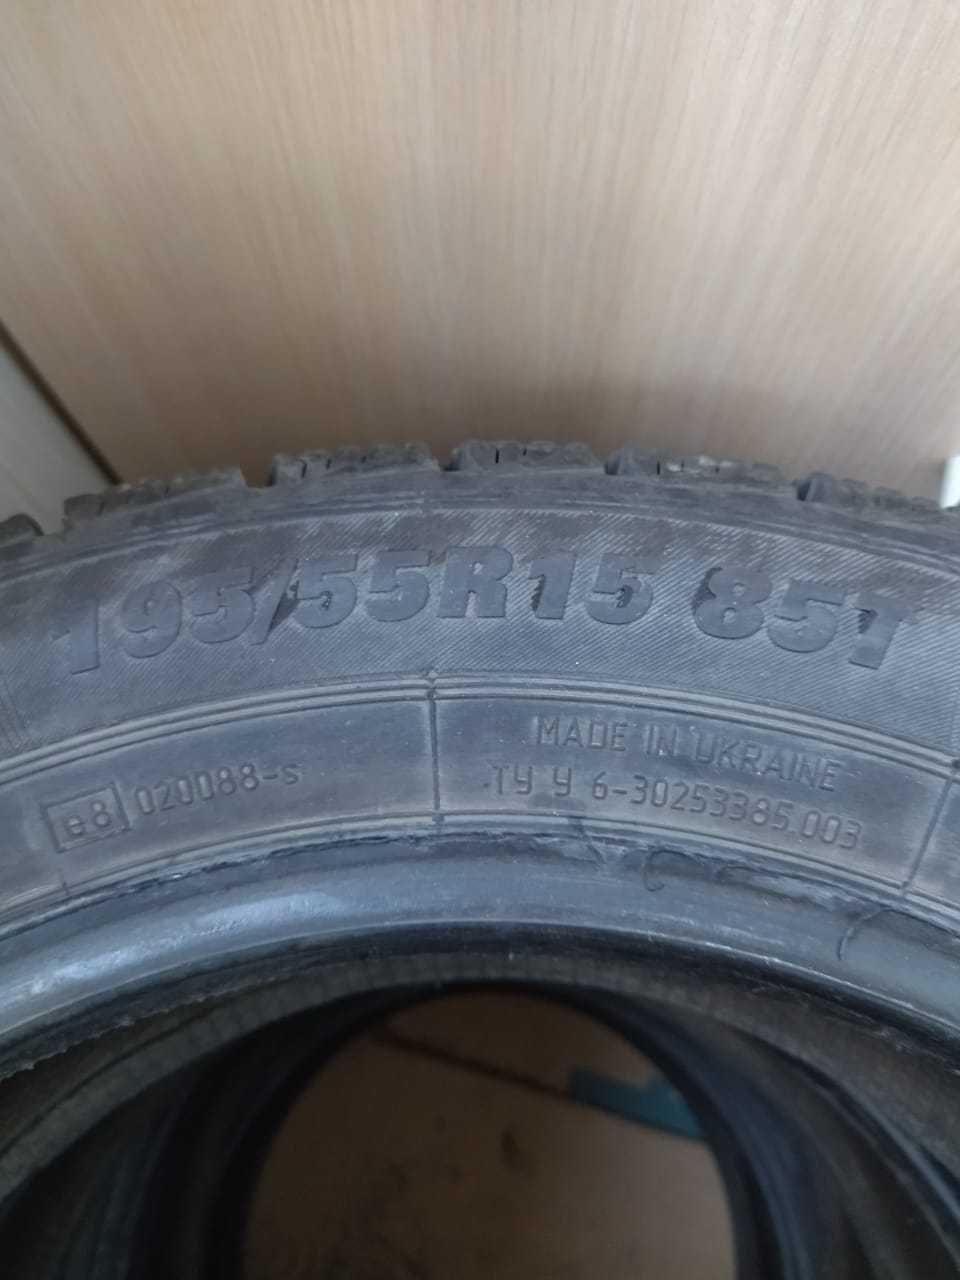 195/55R15 85T
e8 020088-s
MADE IN UKRAINE
ТУ У 6-30253385.003